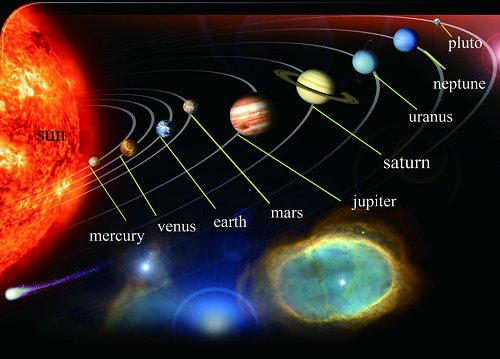 pluto
neptune
uranus
sun
saturn
jupiter
mars
earth
venus
mercury